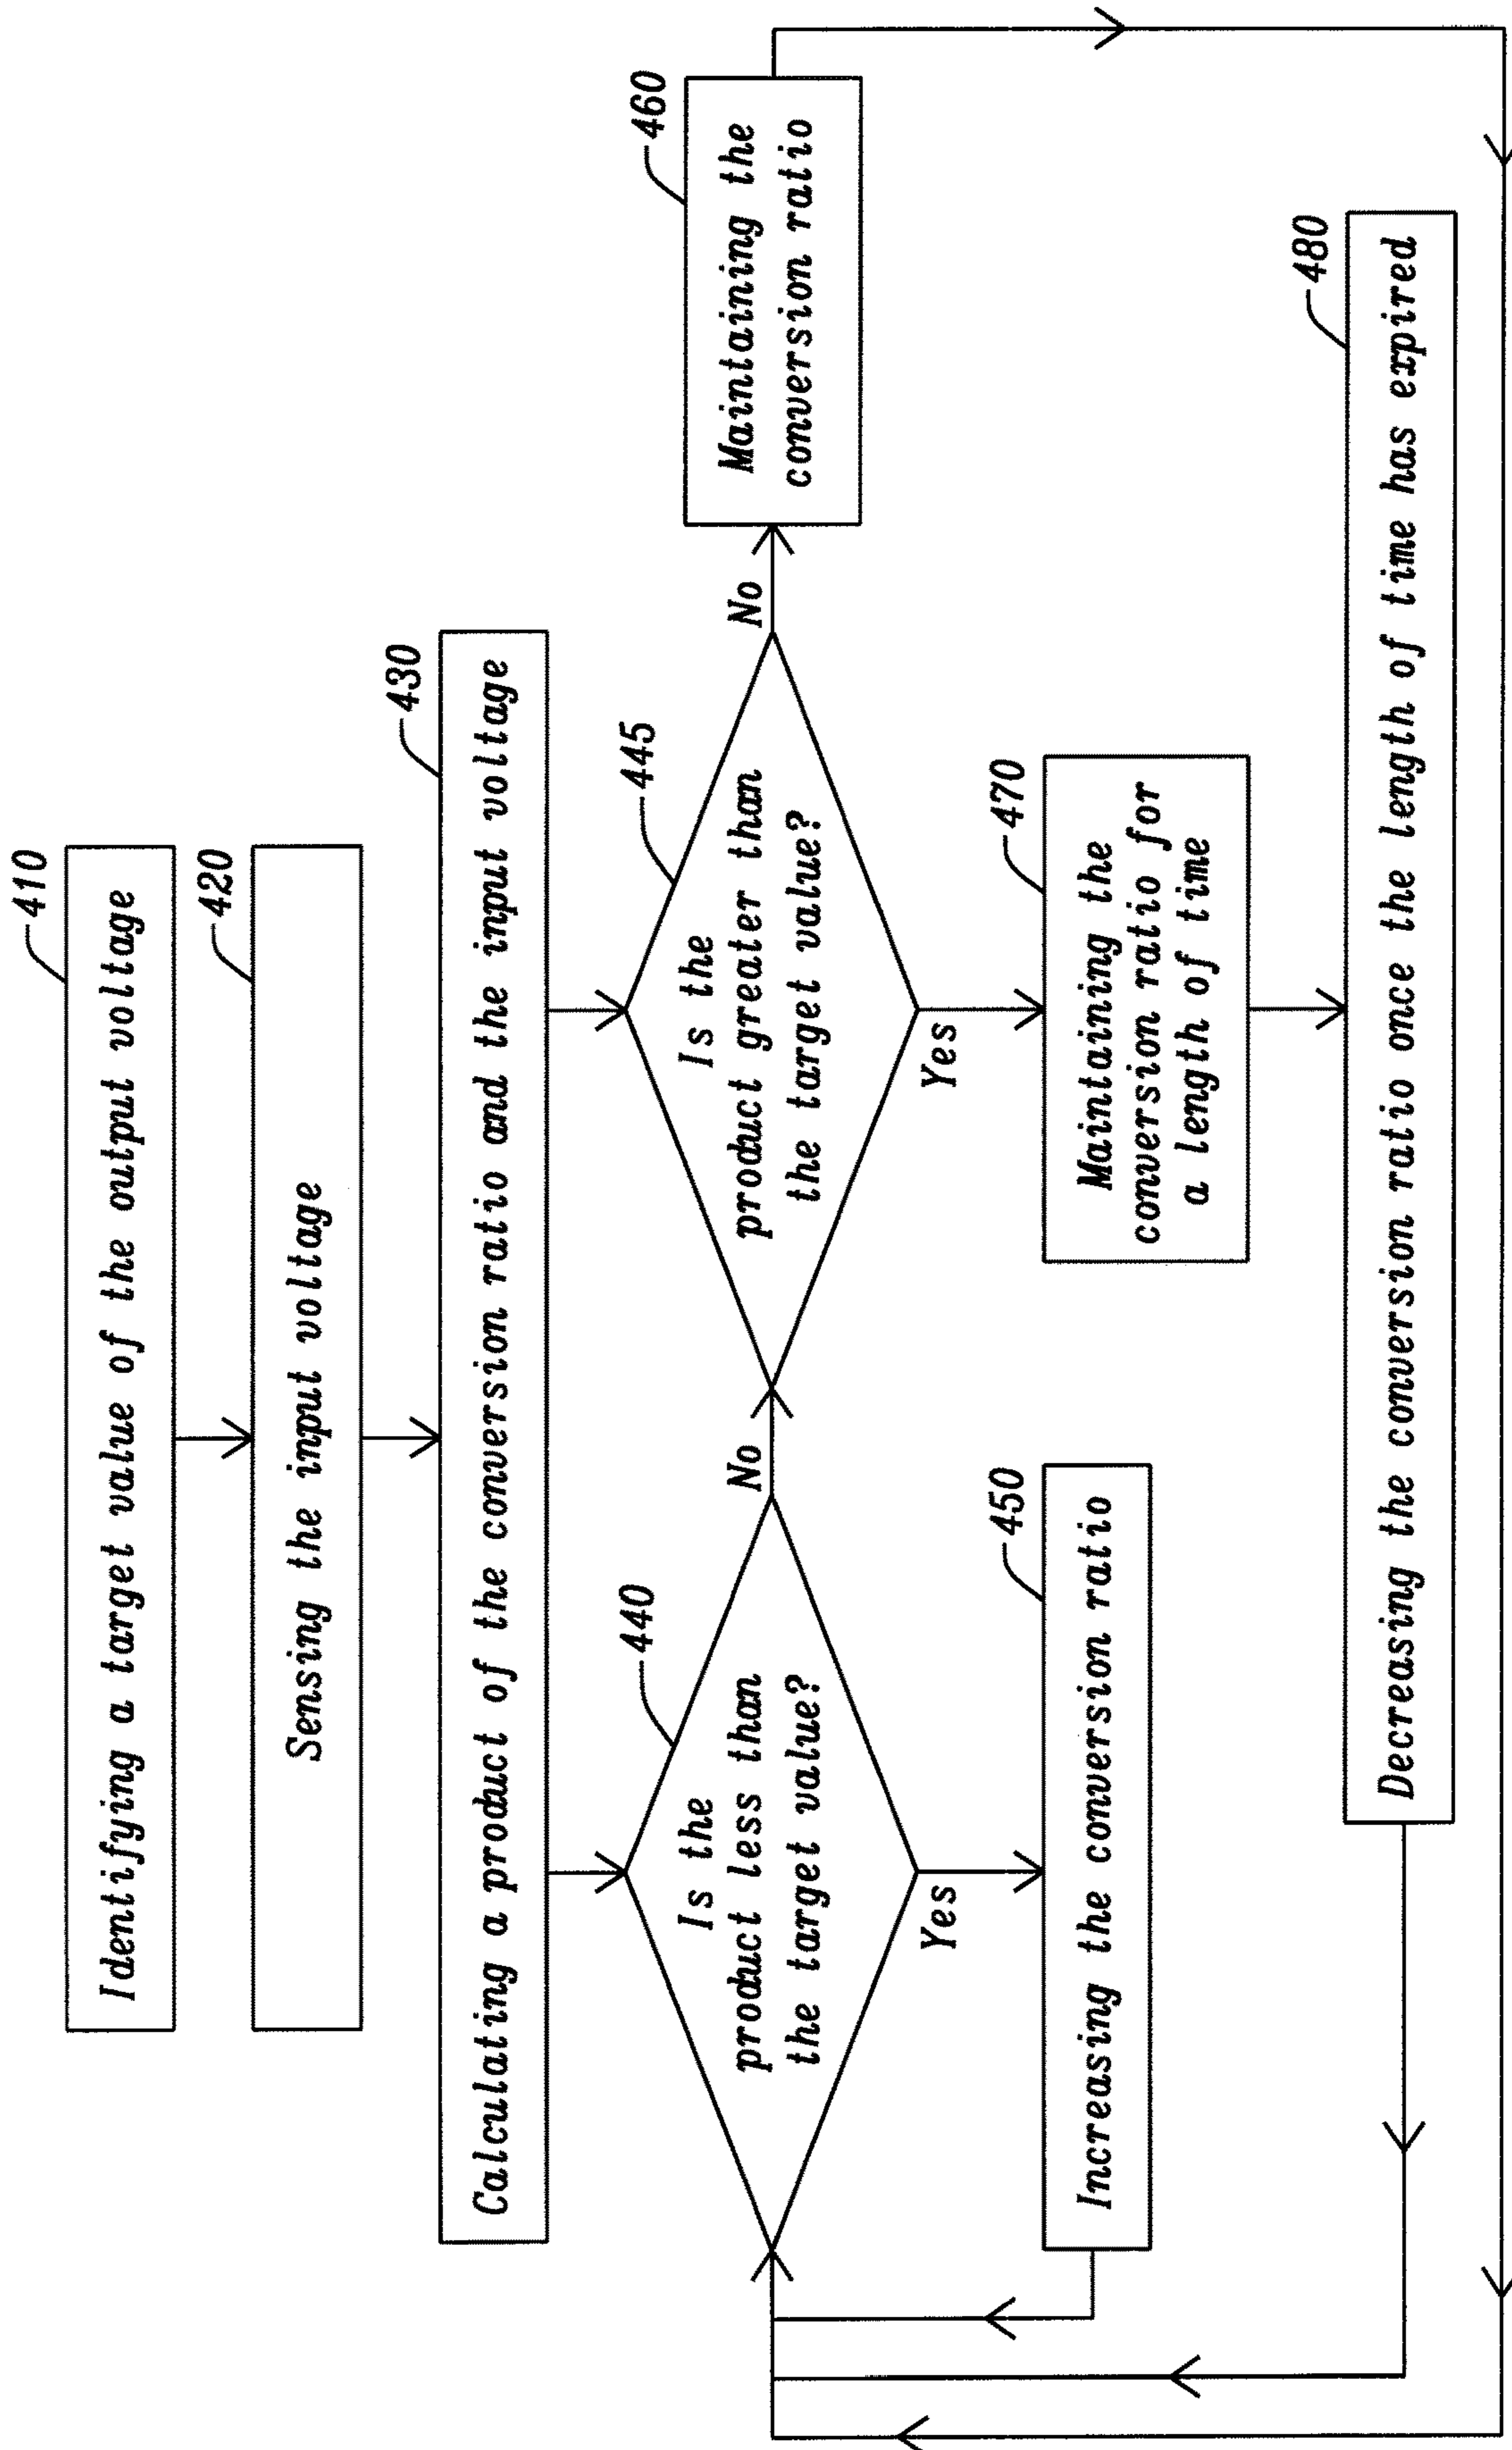 410
Identifying a target value of the output voltage
420
Sensing the input voltage
430
Calculating a product of the conversion ratio and the input voltage
440
Is the
product less than
the target value?
No
Yes
445
Is the
product greater than
the target value?
No
Yes
460
Maintaining the
conversion ratio
450
Increasing the conversion ratio
470
Maintaining the
conversion ratio for
a length of time
480
Decreasing the conversion ratio once the length of time has expired